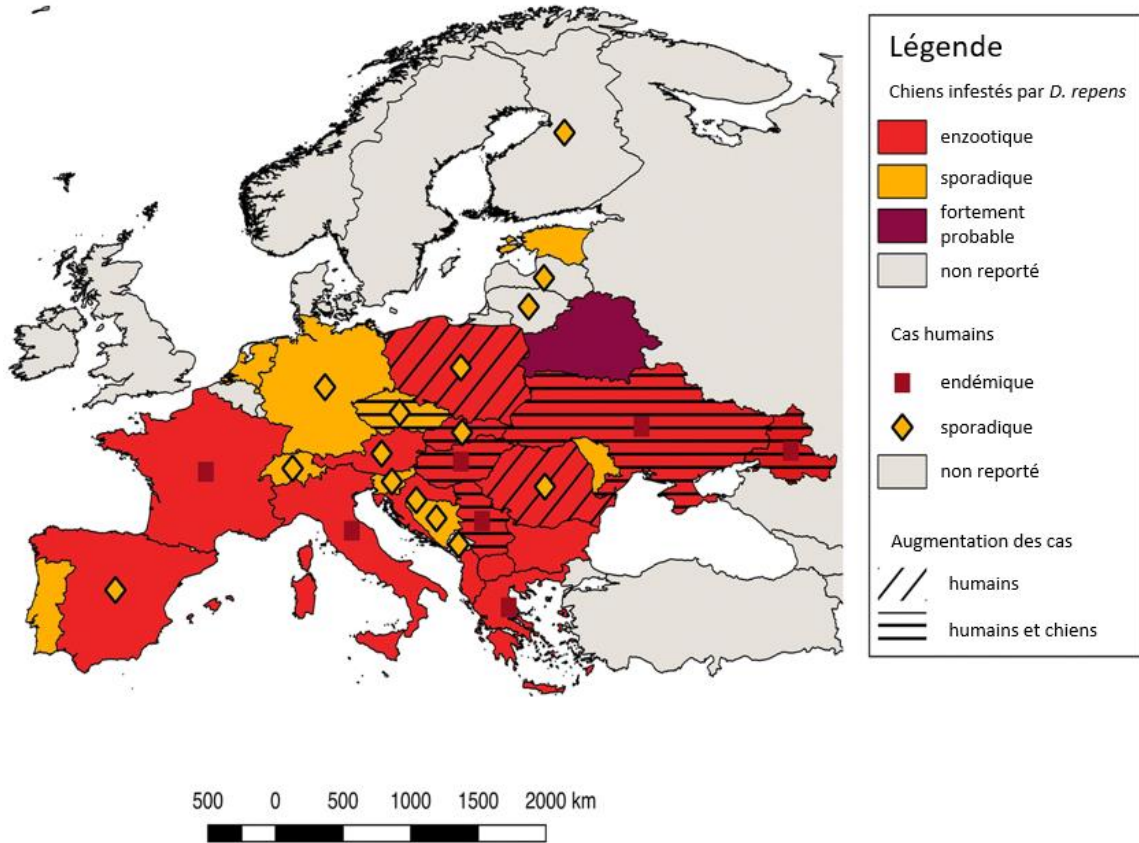 Légende
Chiens infestés par D. repens
enzootique
sporadique
fortement
probable
non reporté
Cas humains
endémique
sporadique
non reporté
Augmentation des cas
humains
humains et chiens
500 0 500 1000 1500 2000 km